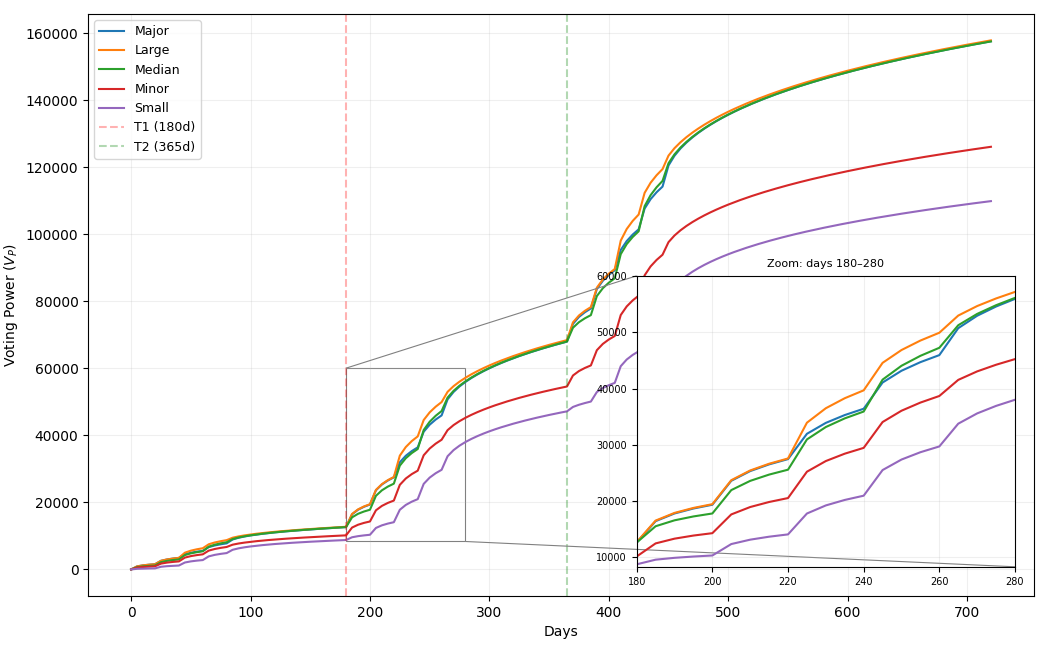 160000
140000
120000
100000
80000
60000
40000
20000
0
Voting Power (V_P)
0 100 200 300 400 500 600 700
Days
Major
Large
Median
Minor
Small
T1 (180d)
T2 (365d)
Zoom: days 180–280
60000
50000
40000
30000
20000
10000
180 200 220 240 260 280